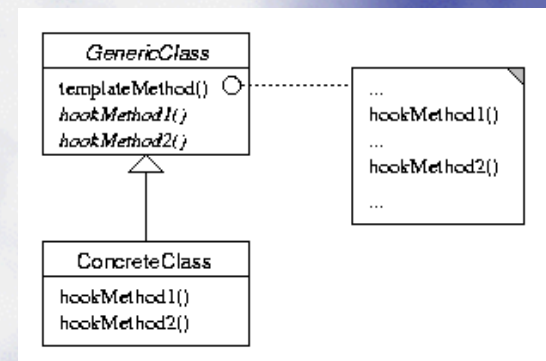 GenericClass
templateMethod()
hookMethod1()
hookMethod2()
...
hookMethod1()
...
hookMethod2()
...
ConcreteClass
hookMethod1()
hookMethod2()